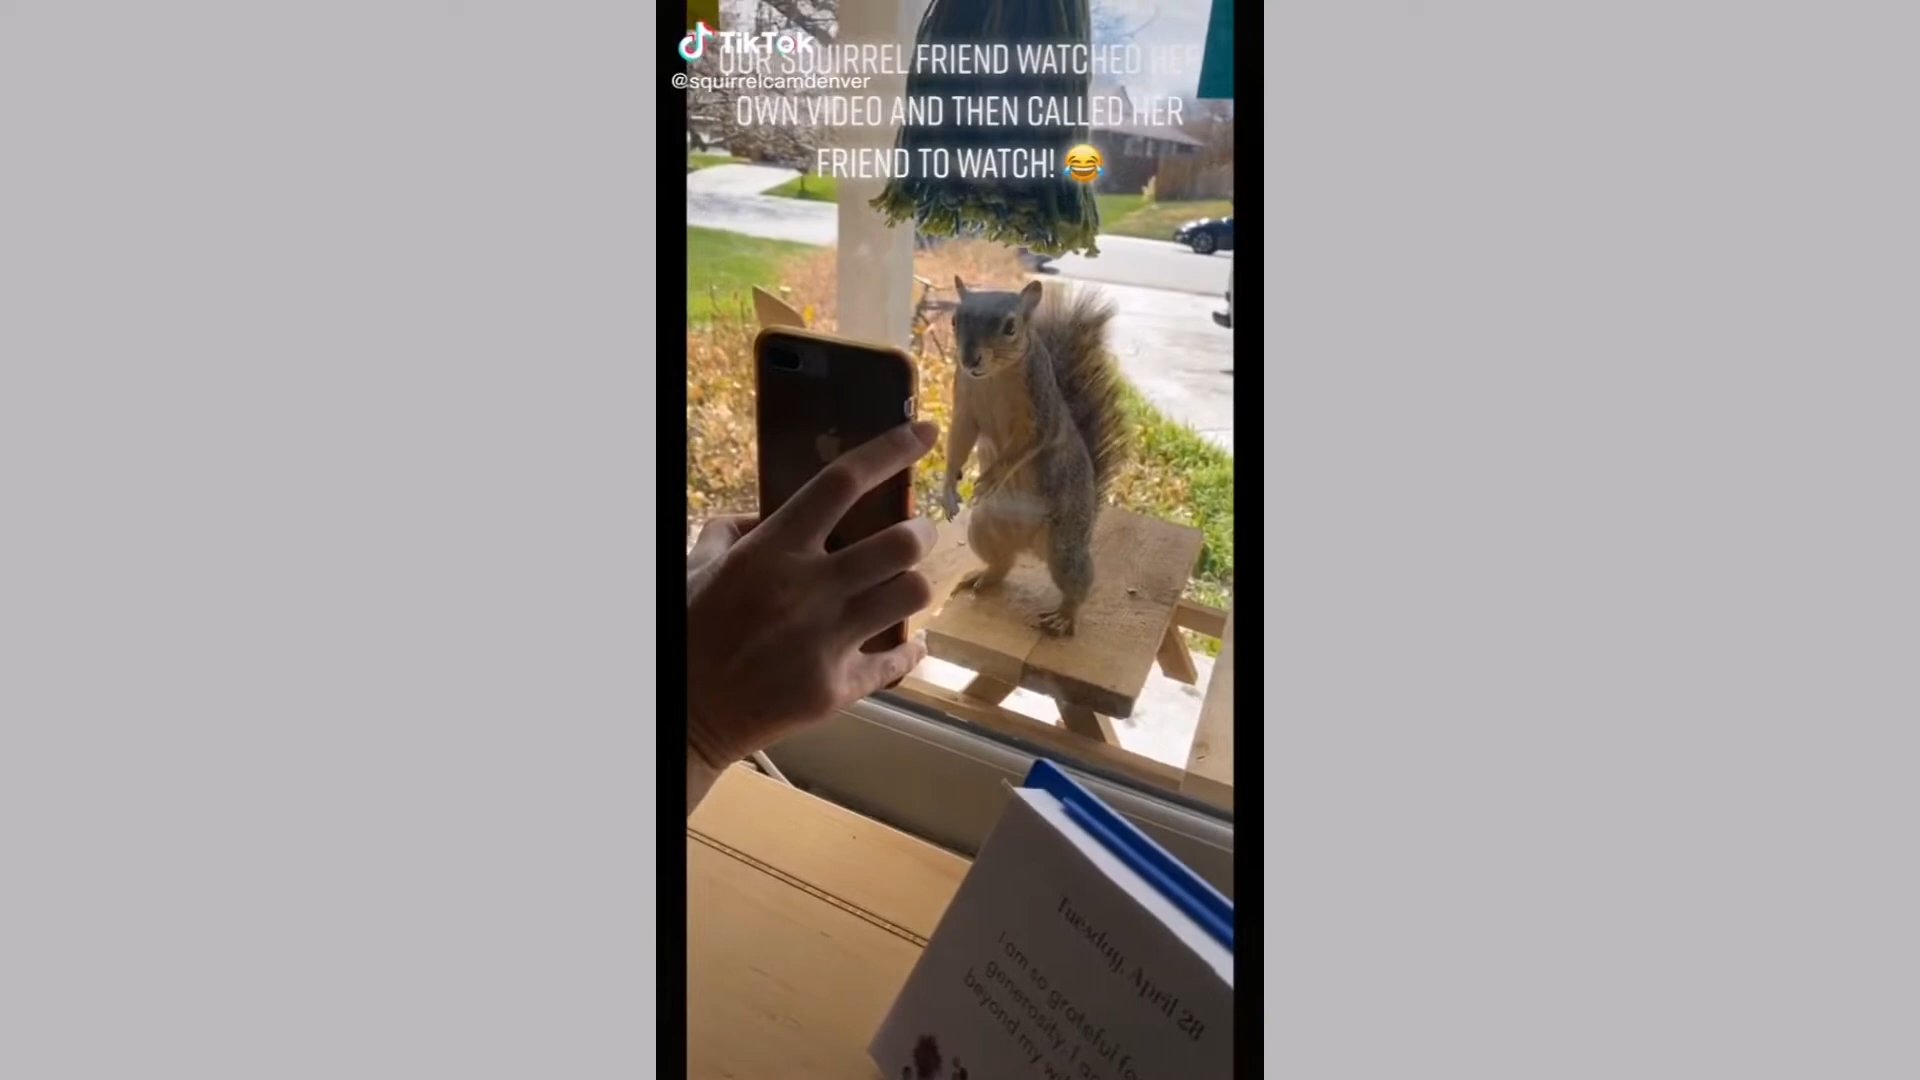 TikTok
@squirrelcamdenver
OUR SQUIRREL FRIEND WATCHED HER
OWN VIDEO AND THEN CALLED HER
FRIEND TO WATCH! 😂
Tuesday, April 28
I am so grateful
generosity. I
beyond my